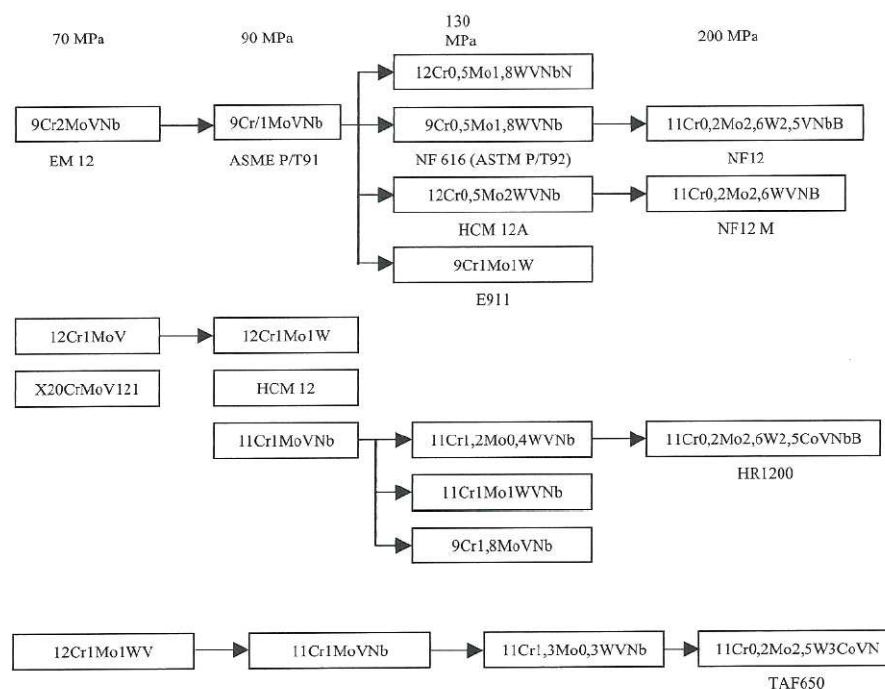 70 MPa
90 MPa
130
MPa
200 MPa
12Cr0,5Mo1,8WVNbN
9Cr2MoVNb
9Cr/1MoVNb
9Cr0,5Mo1,8WVNb
11Cr0,2Mo2,6W2,5VNbB
EM 12
ASME P/T91
NF 616 (ASTM P/T92)
NF12
12Cr0,5Mo2WVNb
11Cr0,2Mo2,6WVNB
HCM 12A
NF12 M
9Cr1Mo1W
E911
12Cr1MoV
12Cr1Mo1W
X20CrMoV121
HCM 12
11Cr1MoVNb
11Cr1,2Mo0,4WVNb
11Cr0,2Mo2,6W2,5CoVNbB
HR1200
11Cr1Mo1WVNb
9Cr1,8MoVNb
12Cr1Mo1WV
11Cr1MoVNb
11Cr1,3Mo0,3WVNb
11Cr0,2Mo2,5W3CoVN
TAF650